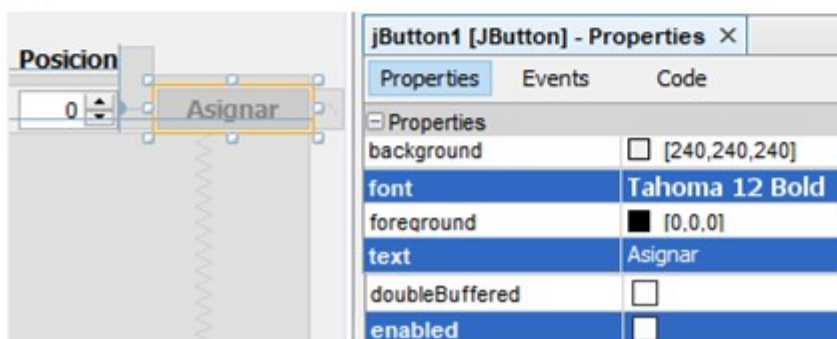 Posicion
0
Asignar
jButton1 [JButton] - Properties ×
Properties Events Code
Properties
background [240,240,240]
font Tahoma 12 Bold
foreground [0,0,0]
text Asignar
doubleBuffered
enabled